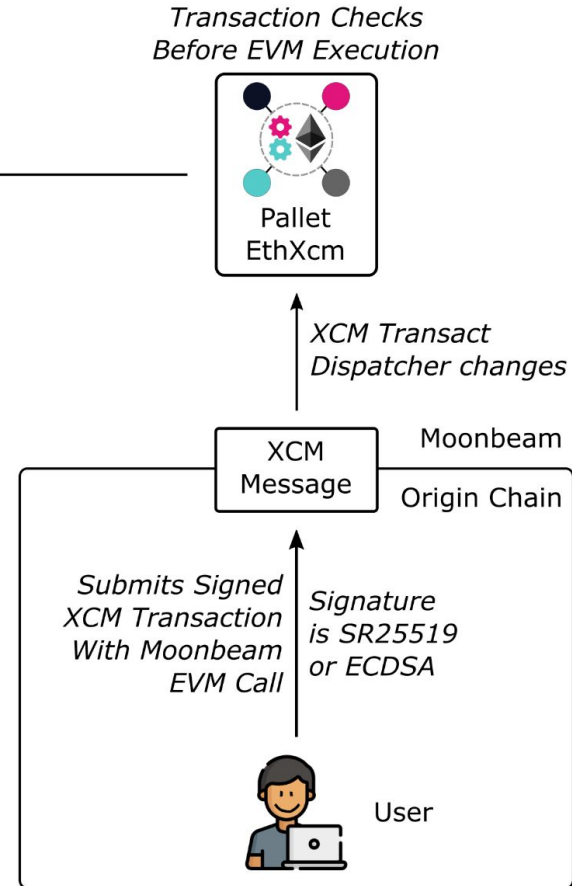 Transaction Checks
Before EVM Execution
Pallet
EthXcm
XCM Transact
Dispatcher changes
XCM
Message
Moonbeam
Origin Chain
Submits Signed
XCM Transaction
With Moonbeam
EVM Call
Signature
is SR25519
or ECDSA
User